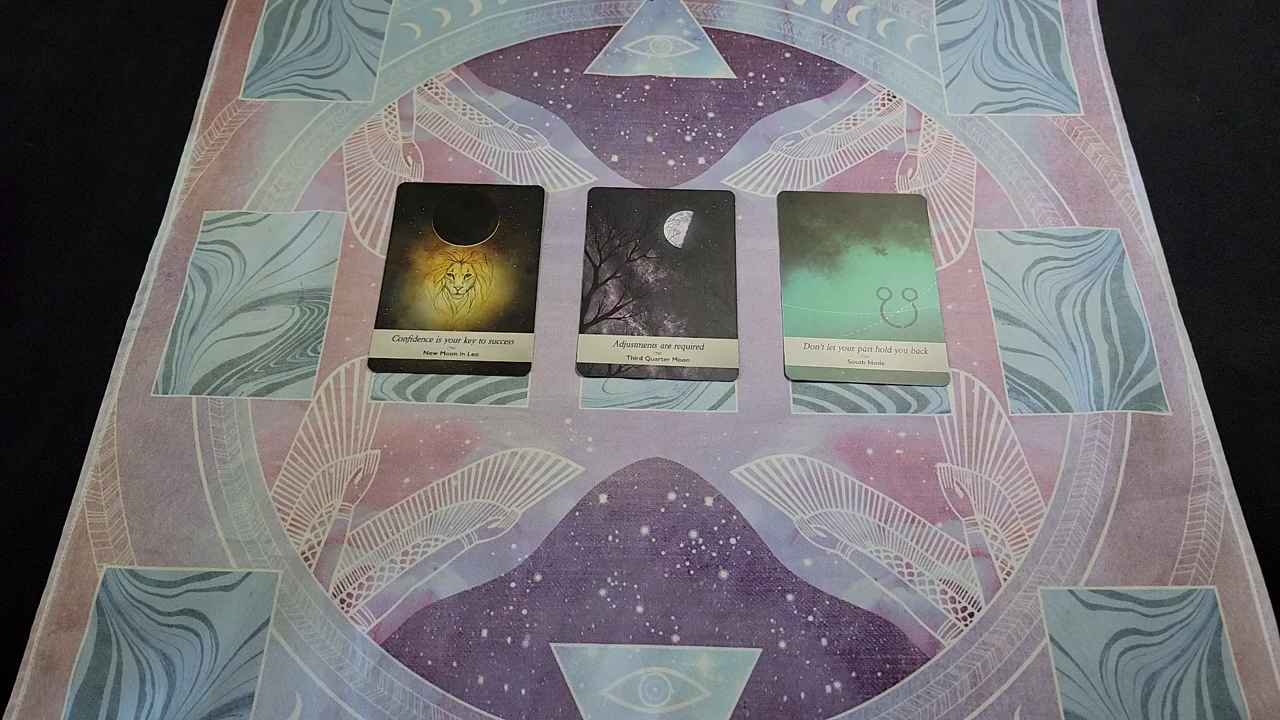 Confidence is your key to success
New Moon in Leo
Adjustments are required
Third Quarter Moon
Don't let your past hold you back
South Node